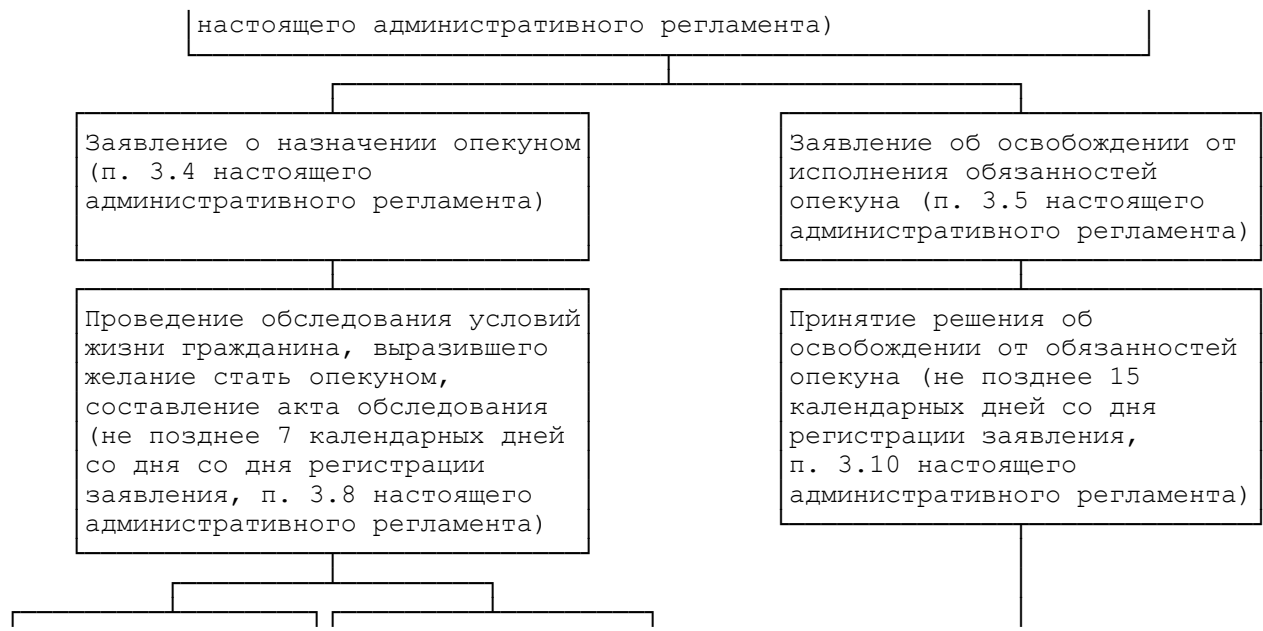 настоящего административного регламента)
Заявление о назначении опекуном
(п. 3.4 настоящего
административного регламента)
Заявление об освобождении от
исполнения обязанностей
опекуна (п. 3.5 настоящего
административного регламента)
Проведение обследования условий
жизни гражданина, выразившего
желание стать опекуном,
составление акта обследования
(не позднее 7 календарных дней
со дня со дня регистрации
заявления, п. 3.8 настоящего
административного регламента)
Принятие решения об
освобождении от обязанностей
опекуна (не позднее 15
календарных дней со дня
регистрации заявления,
п. 3.10 настоящего
административного регламента)